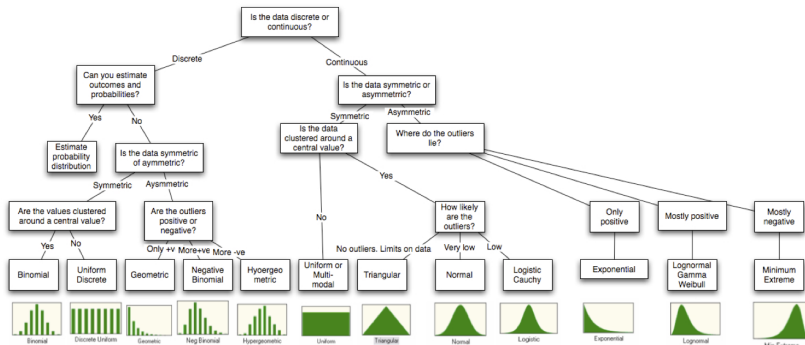 Is the data discrete or
continuous?
Discrete
Continuous
Can you estimate
outcomes and
probabilities?
Is the data symmetric or
asymmetrric?
Yes
No
Symmetric
Asymmetric
Estimate
probability
distribution
Is the data symmetric
of aymmetric?
Is the data
clustered around a
central value?
Where do the outliers
lie?
Symmetric
Aysmmetric
Yes
Are the values clustered
around a central value?
Are the outliers
positive or
negative?
No
How likely
are the
outliers?
Only
positive
Mostly positive
Mostly
negative
Yes
No
Only +v
More+ve
More -ve
No outliers. Limits on data
Very low
Low
Binomial
Uniform
Discrete
Geometric
Negative
Binomial
Hyoergeo
metric
Uniform or
Multi-
modal
Triangular
Normal
Logistic
Cauchy
Exponential
Lognormal
Gamma
Weibull
Minimum
Extreme
Binomial
Discrete Uniform
Geometric
Neg Binomial
Hypergeometric
Uniform
Triangular
Normal
Logistic
Exponential
Lognormal